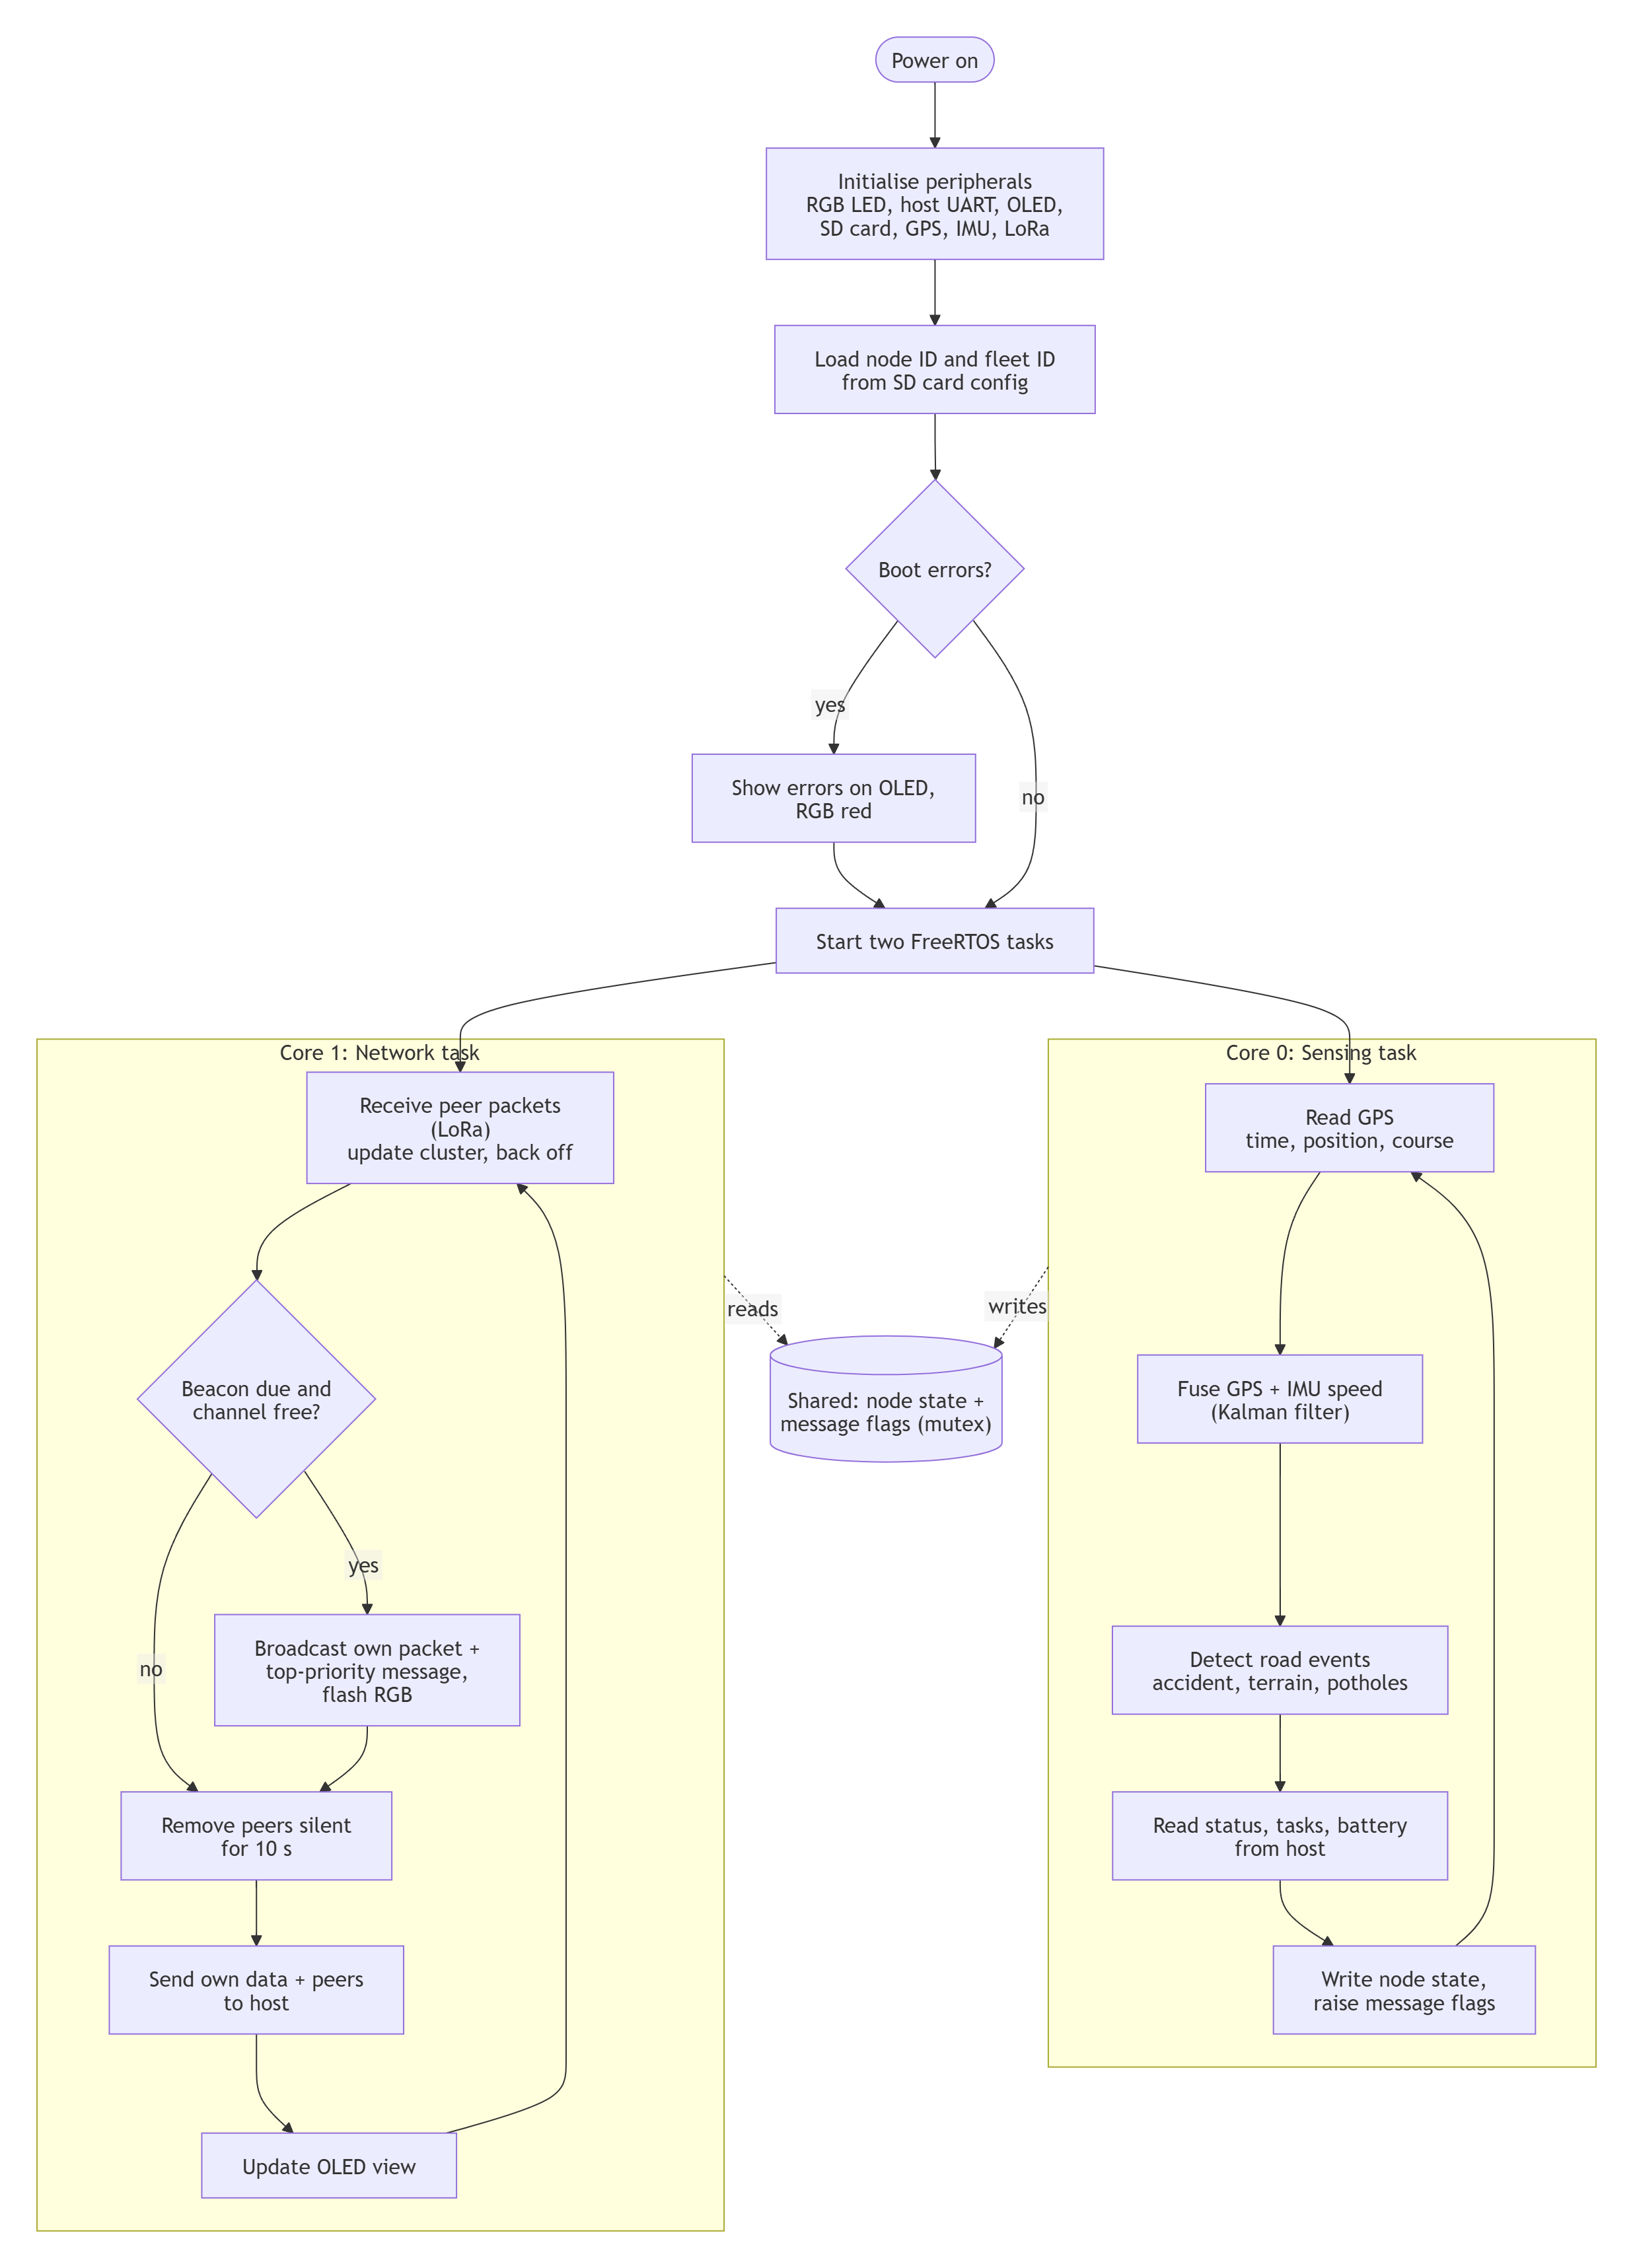 Power on
Initialise peripherals
RGB LED, host UART, OLED,
SD card, GPS, IMU, LoRa
Load node ID and fleet ID
from SD card config
Boot errors?
yes
no
Show errors on OLED,
RGB red
Start two FreeRTOS tasks
Core 1: Network task
Receive peer packets
(LoRa)
update cluster, back off
Beacon due and
channel free?
yes
no
Broadcast own packet +
top-priority message,
flash RGB
Remove peers silent
for 10 s
Send own data + peers
to host
Update OLED view
reads
writes
Shared: node state +
message flags (mutex)
Core 0: Sensing task
Read GPS
time, position, course
Fuse GPS + IMU speed
(Kalman filter)
Detect road events
accident, terrain, potholes
Read status, tasks, battery
from host
Write node state,
raise message flags